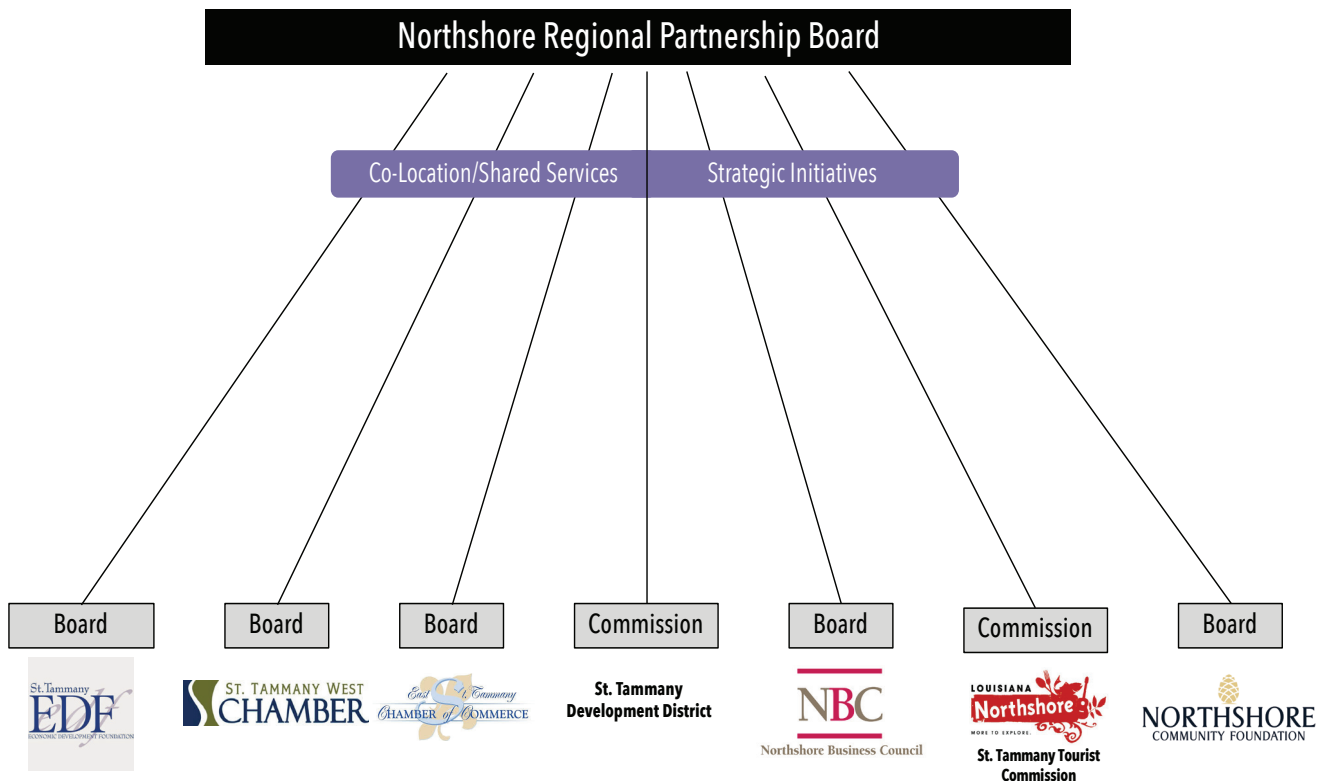 Northshore Regional Partnership Board
Co-Location/Shared Services
Strategic Initiatives
Board
Board
Board
Commission
Board
Commission
Board
St. Tammany
EDF
ECONOMIC DEVELOPMENT FOUNDATION
ST. TAMMANY WEST
CHAMBER
East St. Tammany
CHAMBER of COMMERCE
St. Tammany
Development District
NBC
Northshore Business Council
LOUISIANA
Northshore
MORE TO EXPLORE.
St. Tammany Tourist
Commission
NORTHSHORE
COMMUNITY FOUNDATION